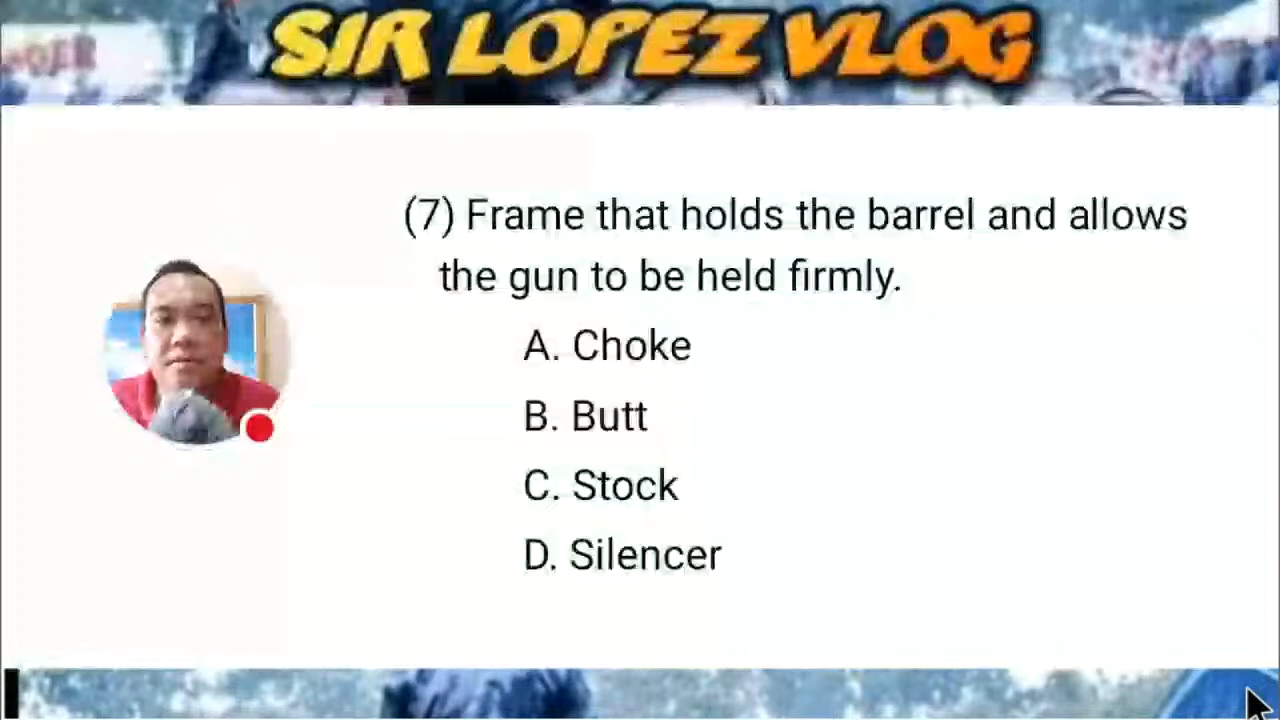 SIR LOPEZ VLOG
(7) Frame that holds the barrel and allows
the gun to be held firmly.
A. Choke
B. Butt
C. Stock
D. Silencer